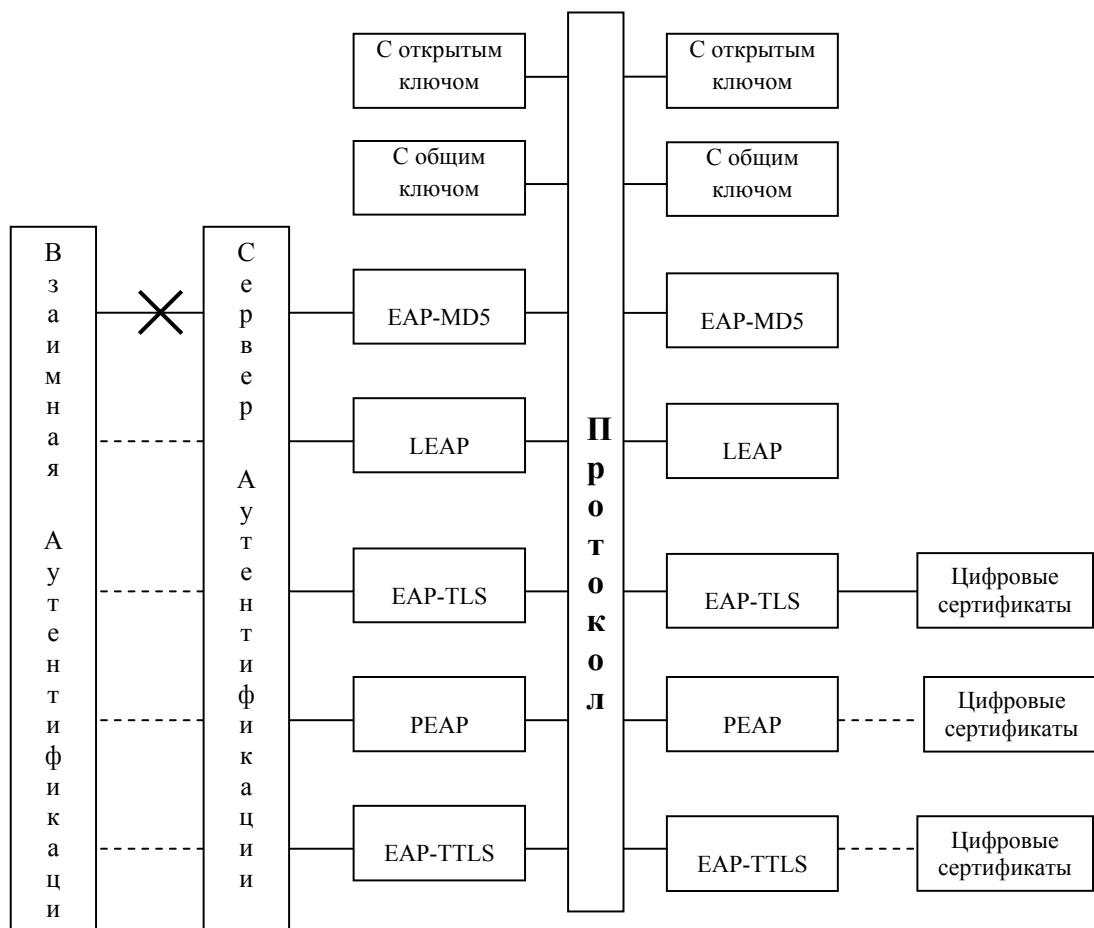 С открытым
ключом
С открытым
ключом
С общим
ключом
С общим
ключом
Взаимная Аутентификаци
Сервер Аутентификации
EAP-MD5
Протокол
EAP-MD5
LEAP
LEAP
EAP-TLS
EAP-TLS
Цифровые
сертификаты
PEAP
PEAP
Цифровые
сертификаты
EAP-TTLS
EAP-TTLS
Цифровые
сертификаты